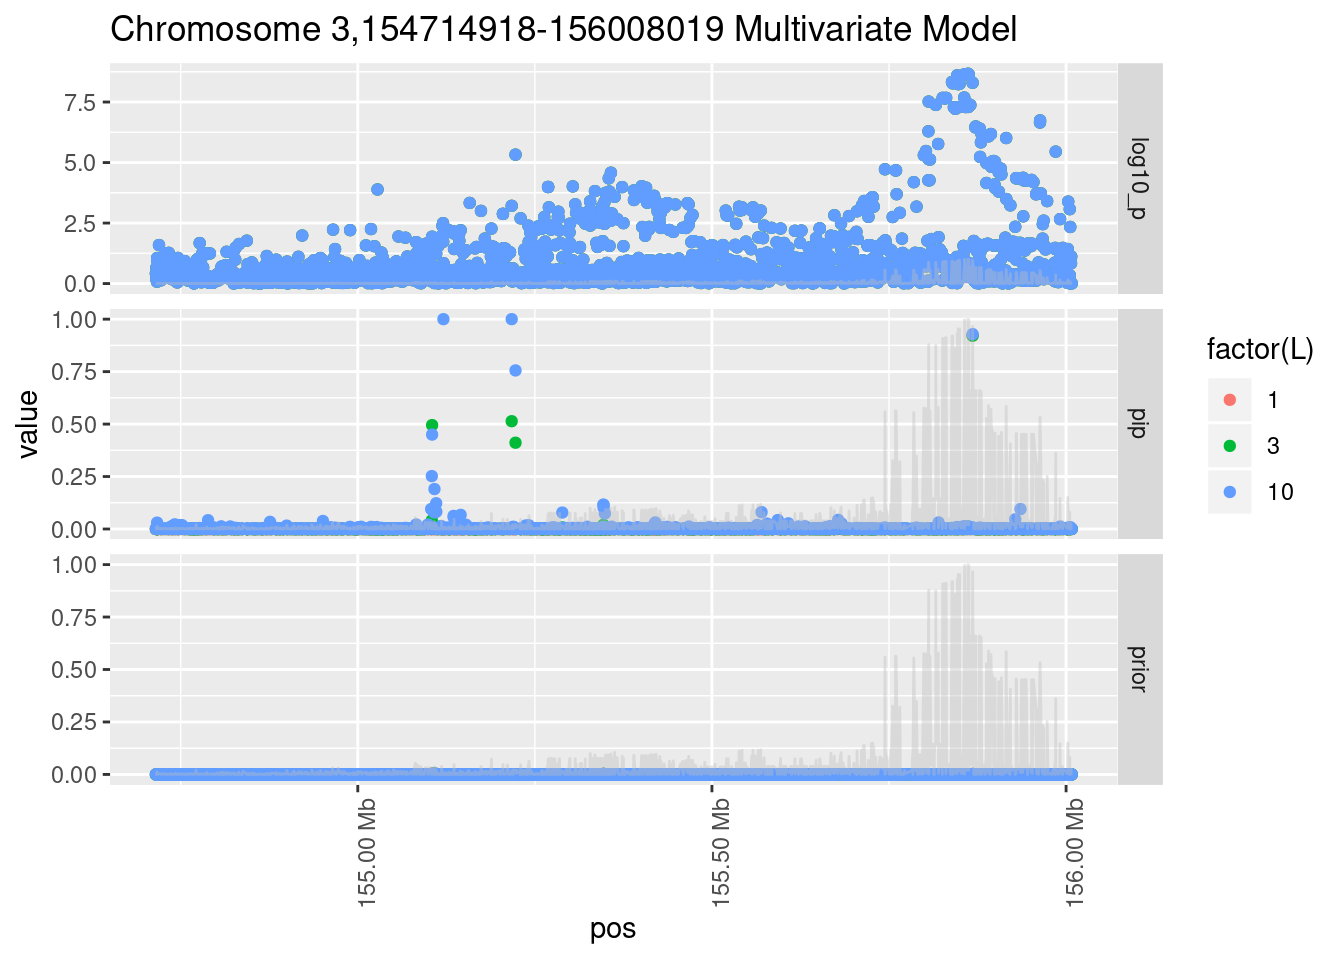 Chromosome 3,154714918-156008019 Multivariate Model
7.5
5.0
2.5
0.0
log10_p
1.00
0.75
0.50
0.25
0.00
pip
value
1.00
0.75
0.50
0.25
0.00
prior
155.00 Mb
155.50 Mb
156.00 Mb
pos
factor(L)
1
3
10